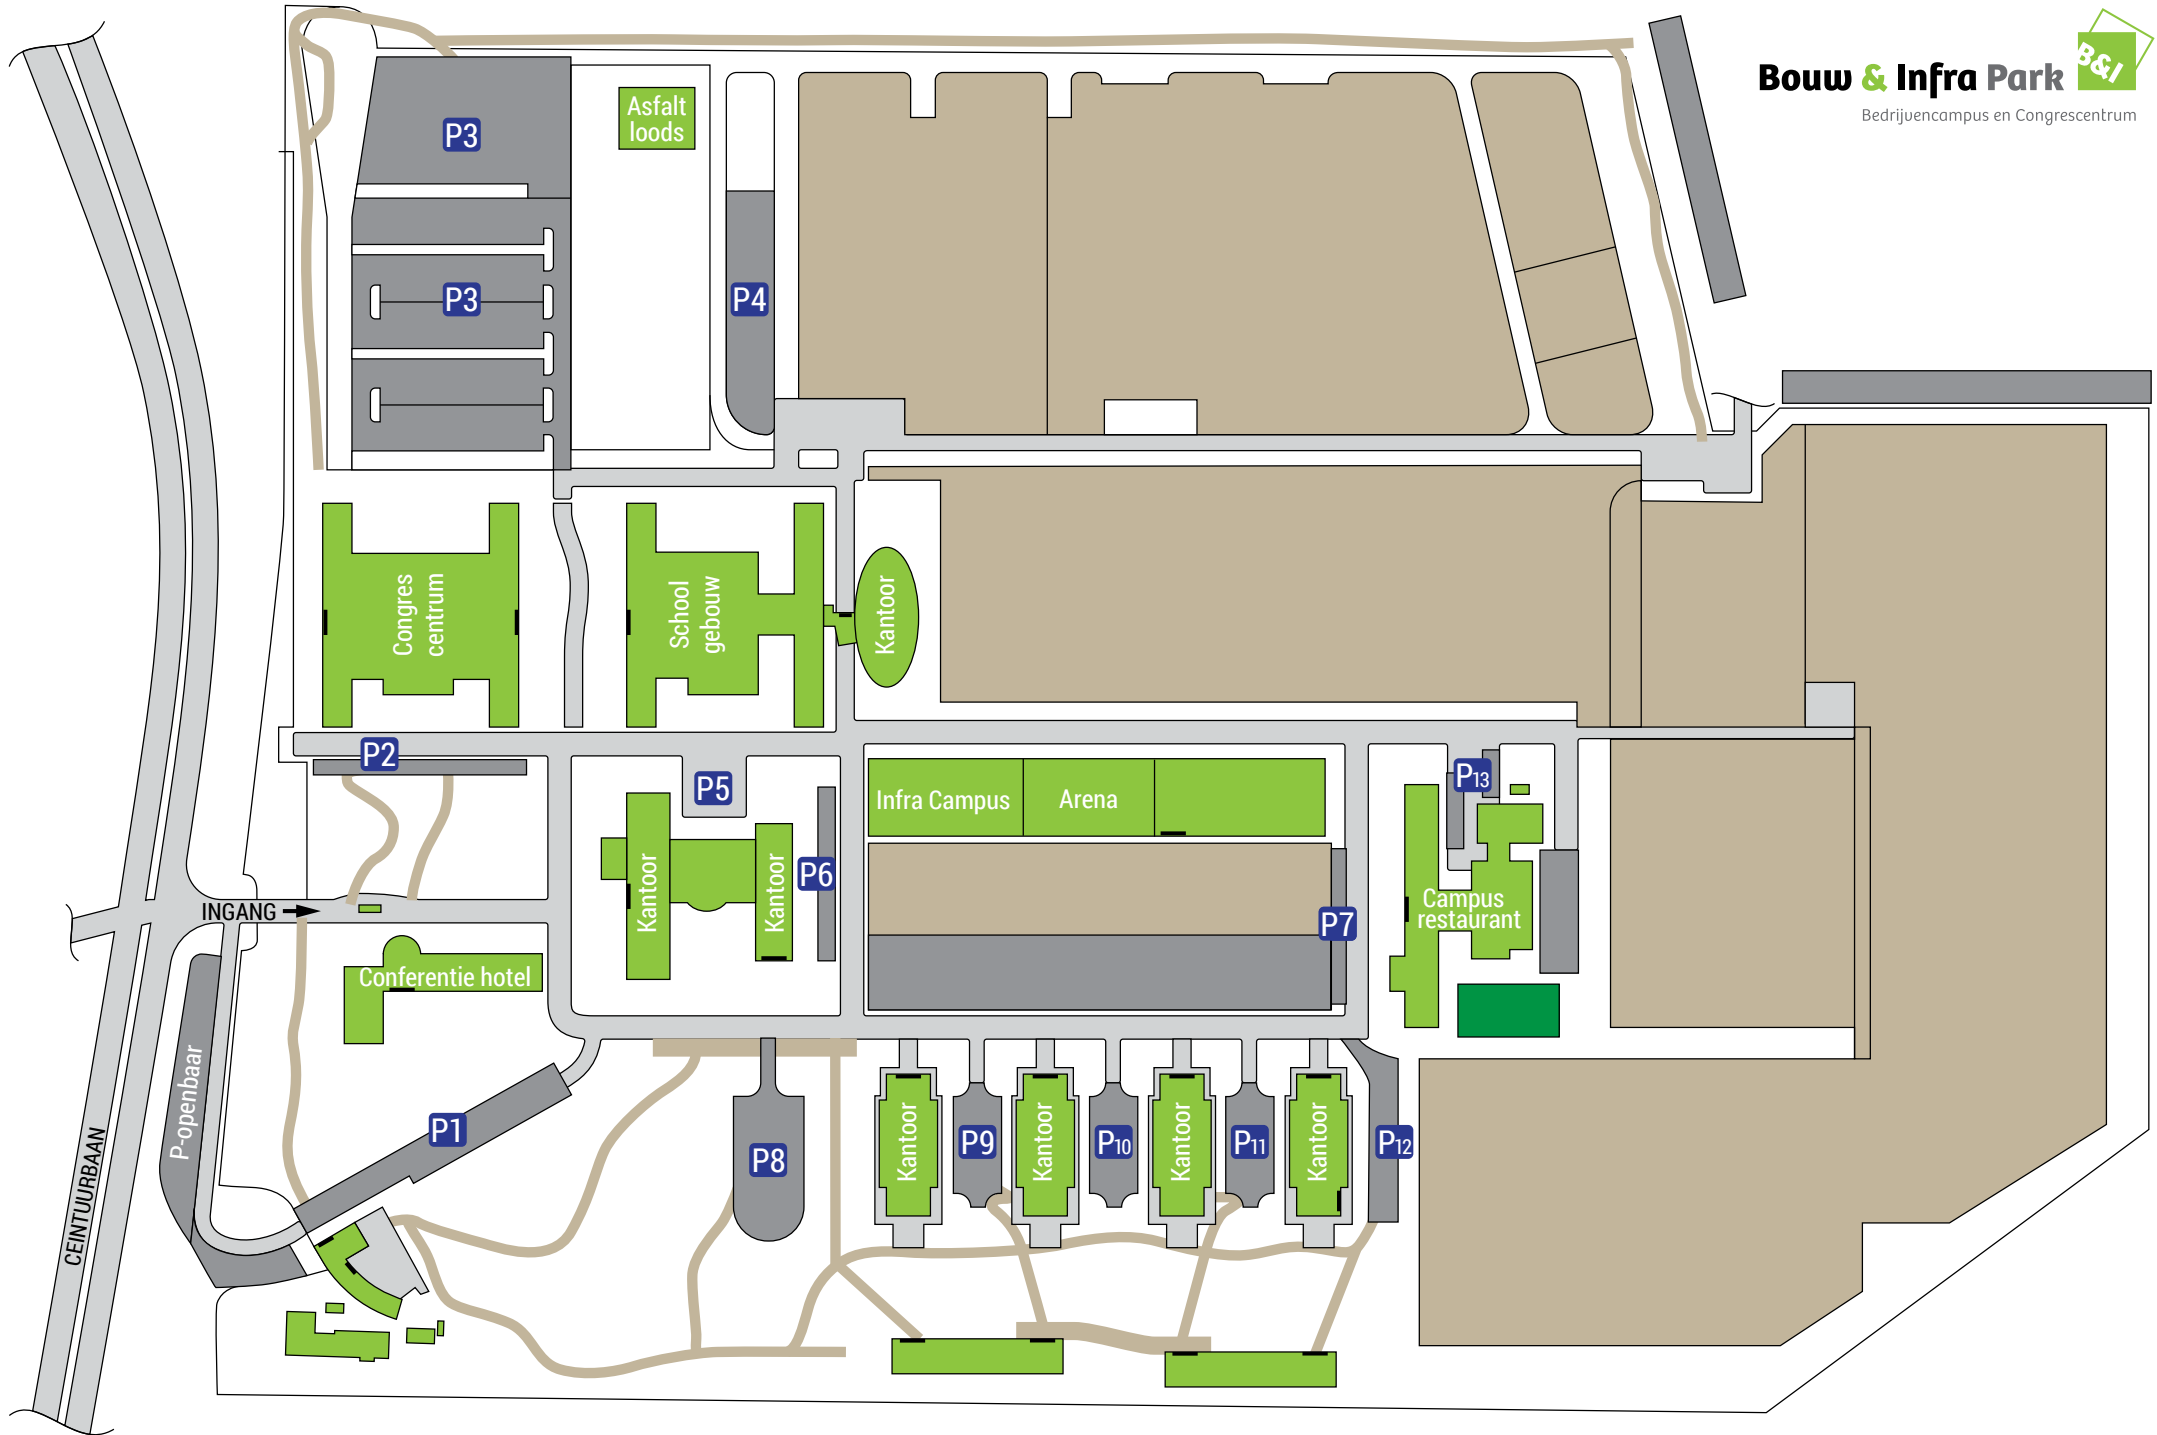 Bouw & Infra Park
B&I
Bedrijvencampus en Congrescentrum
Asfalt
loods
P3
P3
P4
Congres
centrum
School
gebouw
Kantoor
P2
P5
P6
Kantoor
Kantoor
Infra Campus
Arena
P13
P7
Campus
restaurant
INGANG
Conferentie hotel
P-openbaar
CEINTUURBAAN
P1
P8
Kantoor
P9
Kantoor
P10
Kantoor
P11
Kantoor
P12